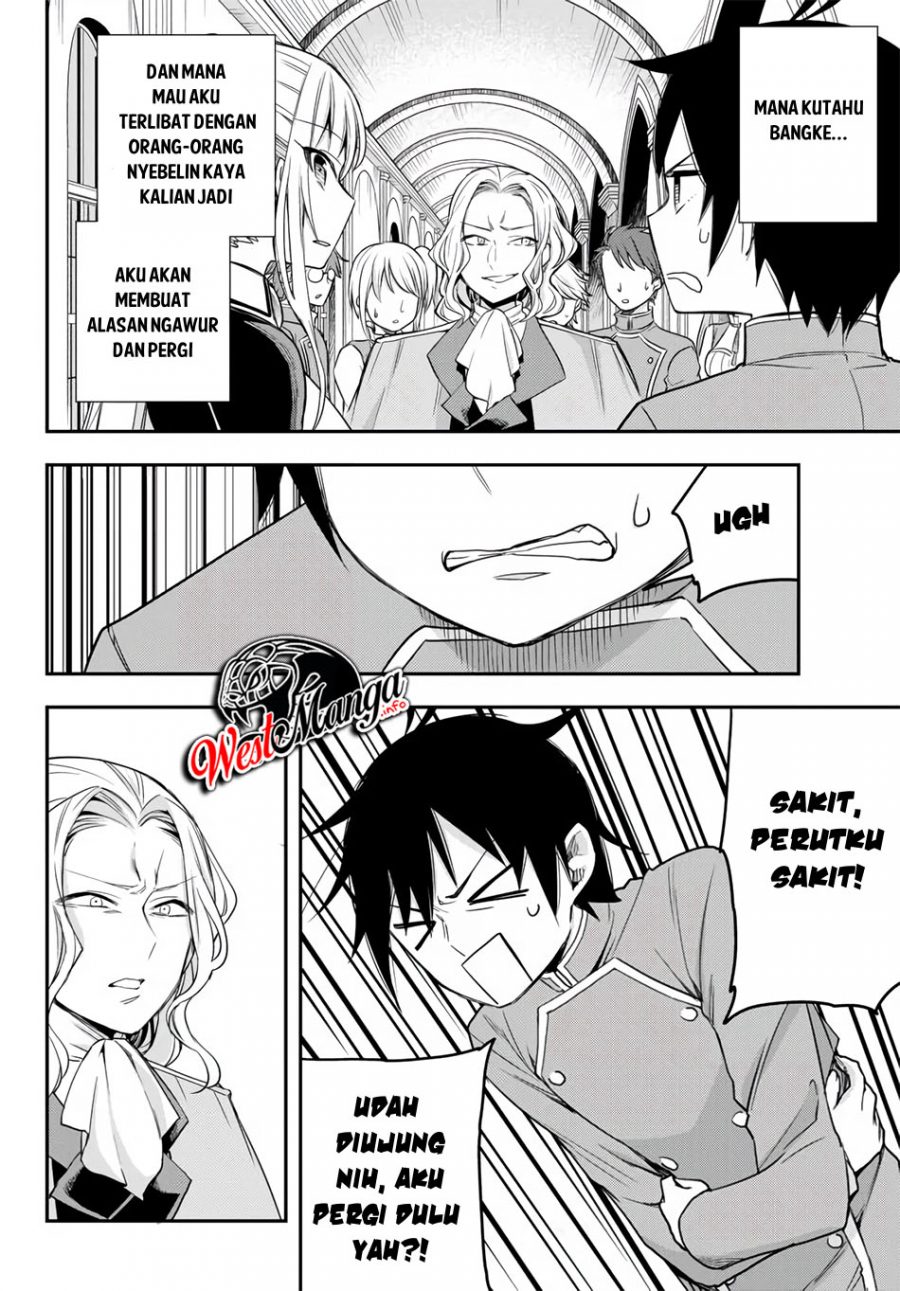 MANA KUTAHU
BANGKE...
DAN MANA
MAU AKU
TERLIBAT DENGAN
ORANG-ORANG
NYEBELIN KAYA
KALIAN JADI
AKU AKAN
MEMBUAT
ALASAN NGAWUR
DAN PERGI
UGH
WestManga
.info
SAKIT,
PERUTKU
SAKIT!
UDAH
DIUJUNG
NIH, AKU
PERGI DULU
YAH?!